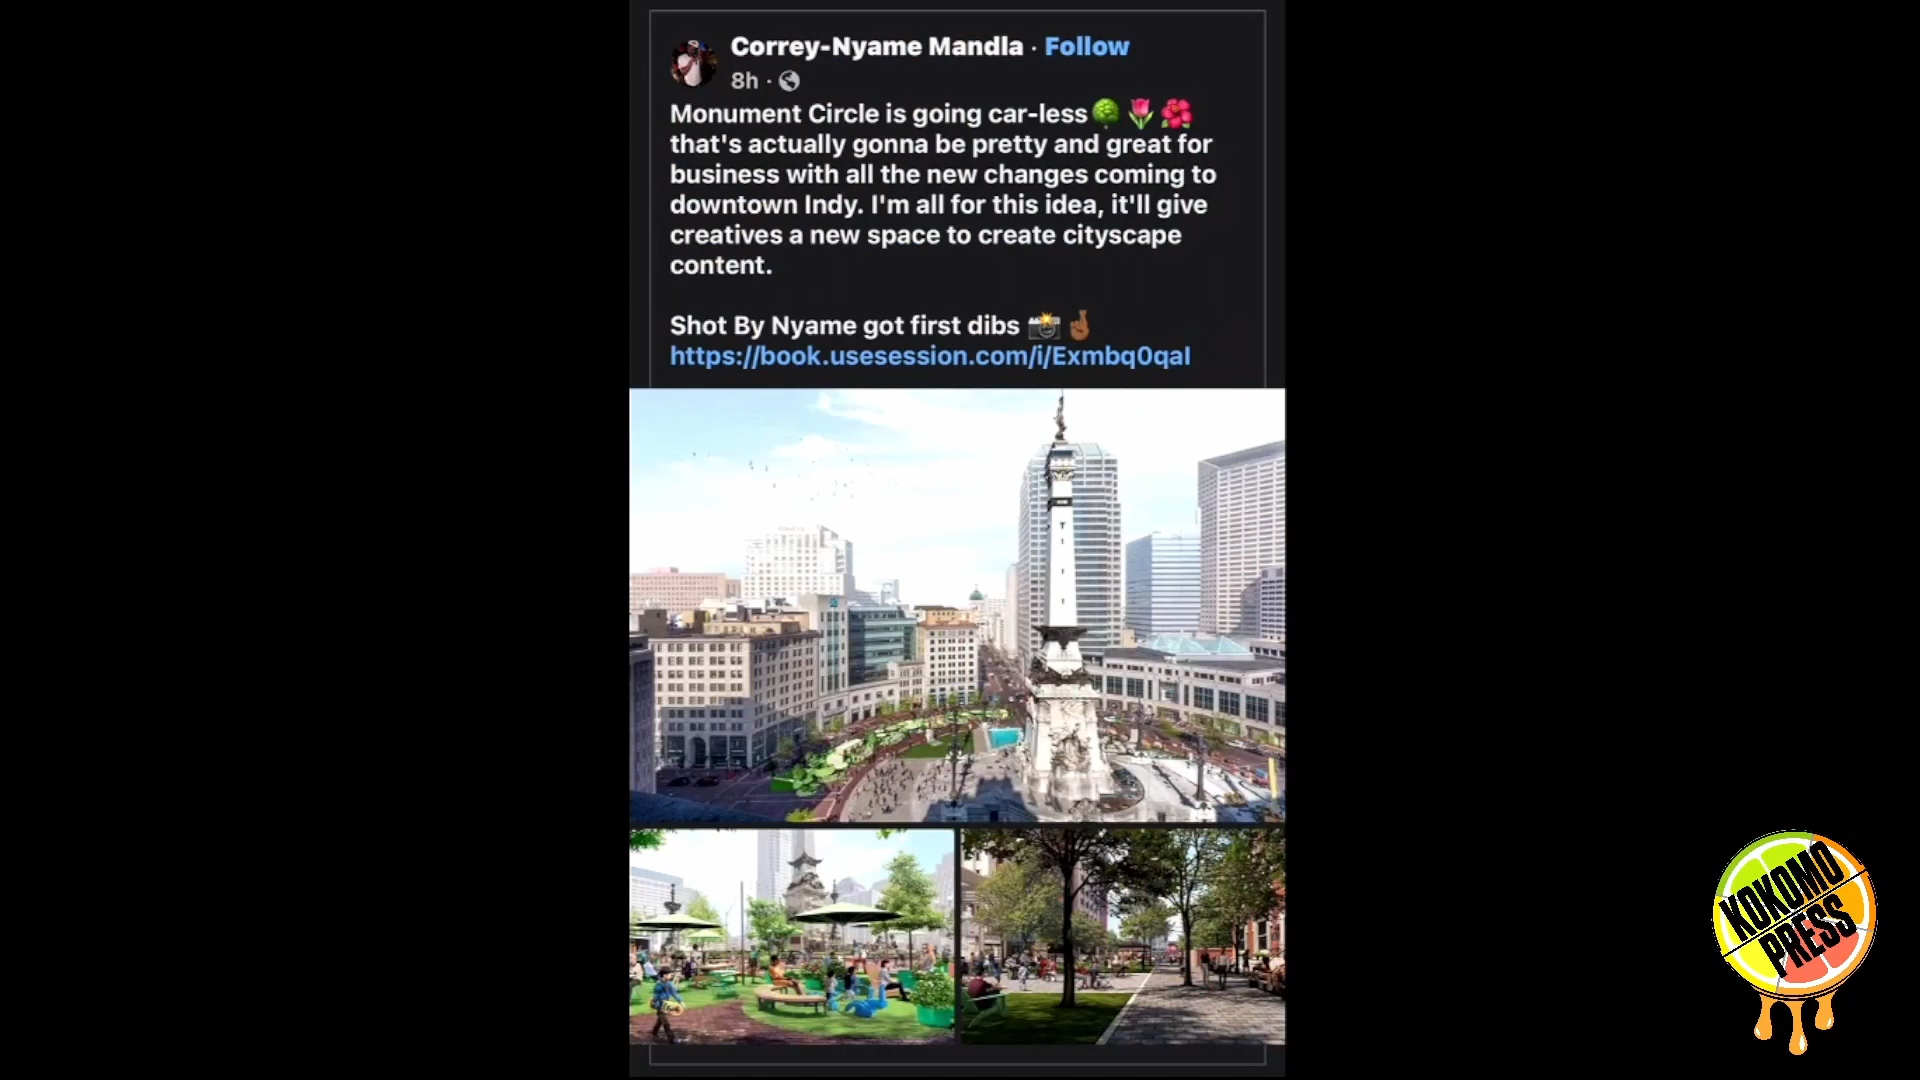 Correy-Nyame Mandla · Follow
8h ·
Monument Circle is going car-less🌳🌷🌺
that's actually gonna be pretty and great for
business with all the new changes coming to
downtown Indy. I'm all for this idea, it'll give
creatives a new space to create cityscape
content.
Shot By Nyame got first dibs 📸🤞🏾
https://book.usesession.com/i/Exmbq0qaI
KOKOMO
PRESS